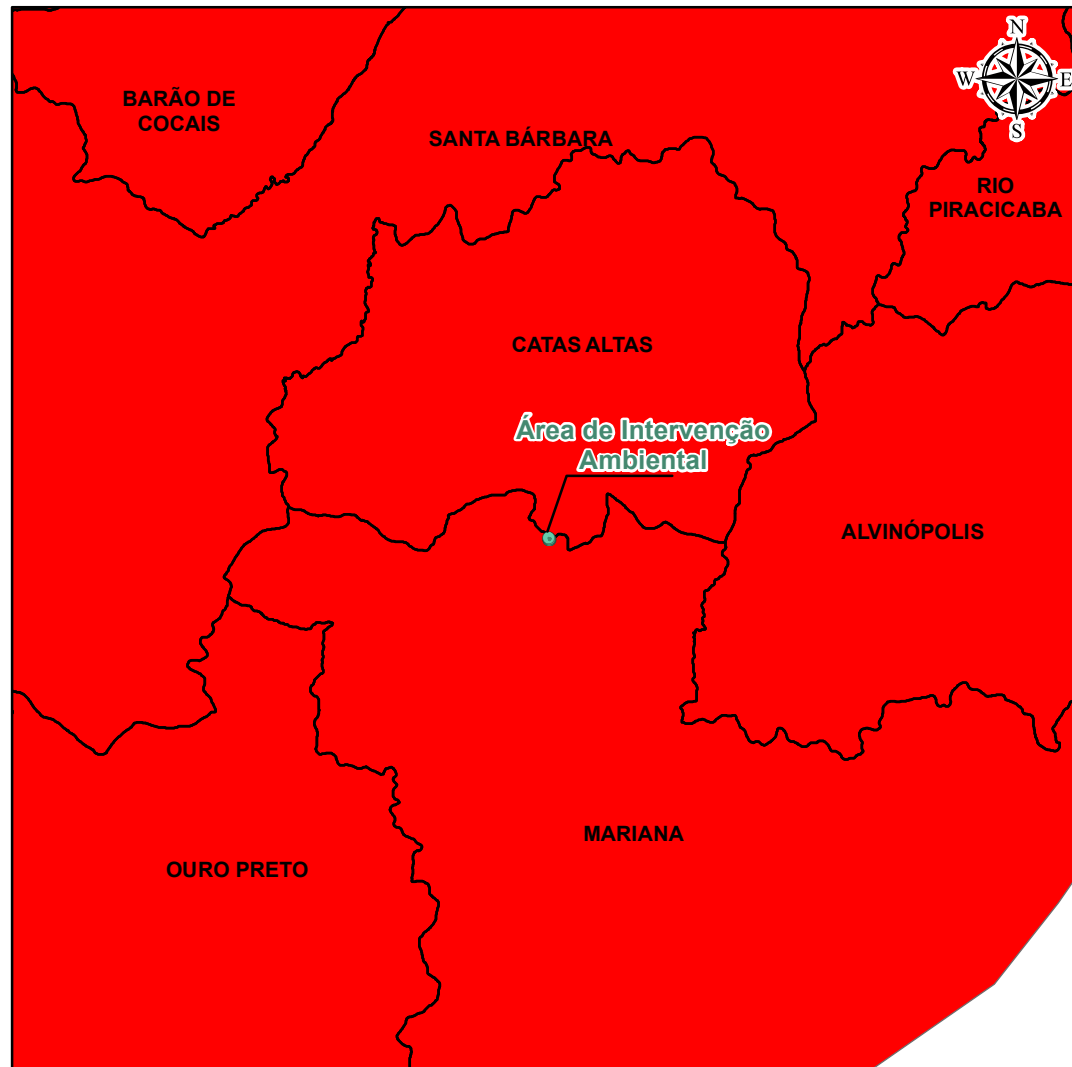 N
W E
S
BARÃO DE
COCAIS
SANTA BÁRBARA
RIO
PIRACICABA
CATAS ALTAS
Área de Intervenção
Ambiental
ALVINÓPOLIS
MARIANA
OURO PRETO